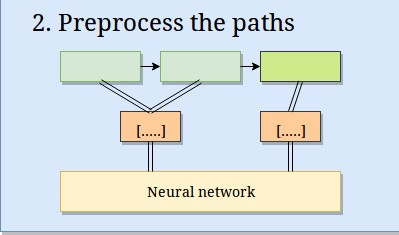 2. Preprocess the paths
[.....]
[.....]
Neural network